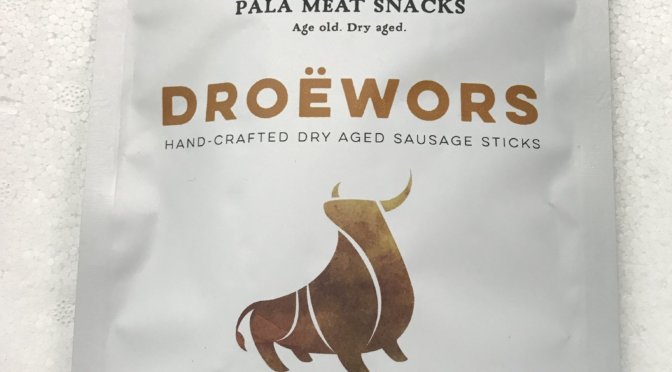 PALA MEAT SNACKS
Age old. Dry aged.
DROËWORS
HAND-CRAFTED DRY AGED SAUSAGE STICKS